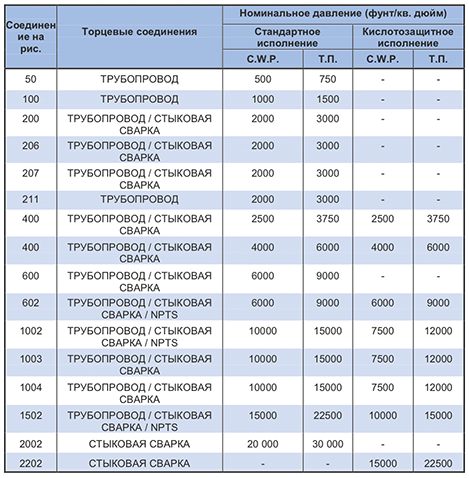 Соединен
ие на
рис.
Торцевые соединения
Номинальное давление (фунт/кв. дюйм)
Стандартное
исполнение
Кислотозащитное
исполнение
C.W.P. Т.П. C.W.P. Т.П.
50 ТРУБОПРОВОД 500 750 - -
100 ТРУБОПРОВОД 1000 1500 - -
200 ТРУБОПРОВОД / СТЫКОВАЯ 2000 3000 - -
СВАРКА
206 ТРУБОПРОВОД / СТЫКОВАЯ 2000 3000 - -
СВАРКА
207 ТРУБОПРОВОД / СТЫКОВАЯ 2000 3000 - -
СВАРКА
211 ТРУБОПРОВОД 2000 3000 - -
400 ТРУБОПРОВОД / СТЫКОВАЯ 2500 3750 2500 3750
СВАРКА
400 ТРУБОПРОВОД / СТЫКОВАЯ 4000 6000 4000 6000
СВАРКА
600 ТРУБОПРОВОД / СТЫКОВАЯ 6000 9000 - -
СВАРКА
602 ТРУБОПРОВОД / СТЫКОВАЯ 6000 9000 6000 9000
СВАРКА / NPTS
1002 ТРУБОПРОВОД / СТЫКОВАЯ 10000 15000 7500 12000
СВАРКА / NPTS
1003 ТРУБОПРОВОД / СТЫКОВАЯ 10000 15000 7500 12000
СВАРКА
1004 ТРУБОПРОВОД / СТЫКОВАЯ 10000 15000 7500 12000
СВАРКА
1502 ТРУБОПРОВОД / СТЫКОВАЯ 15000 22500 10000 15000
СВАРКА / NPTS
2002 СТЫКОВАЯ СВАРКА 20 000 30 000 - -
2202 СТЫКОВАЯ СВАРКА - - 15000 22500